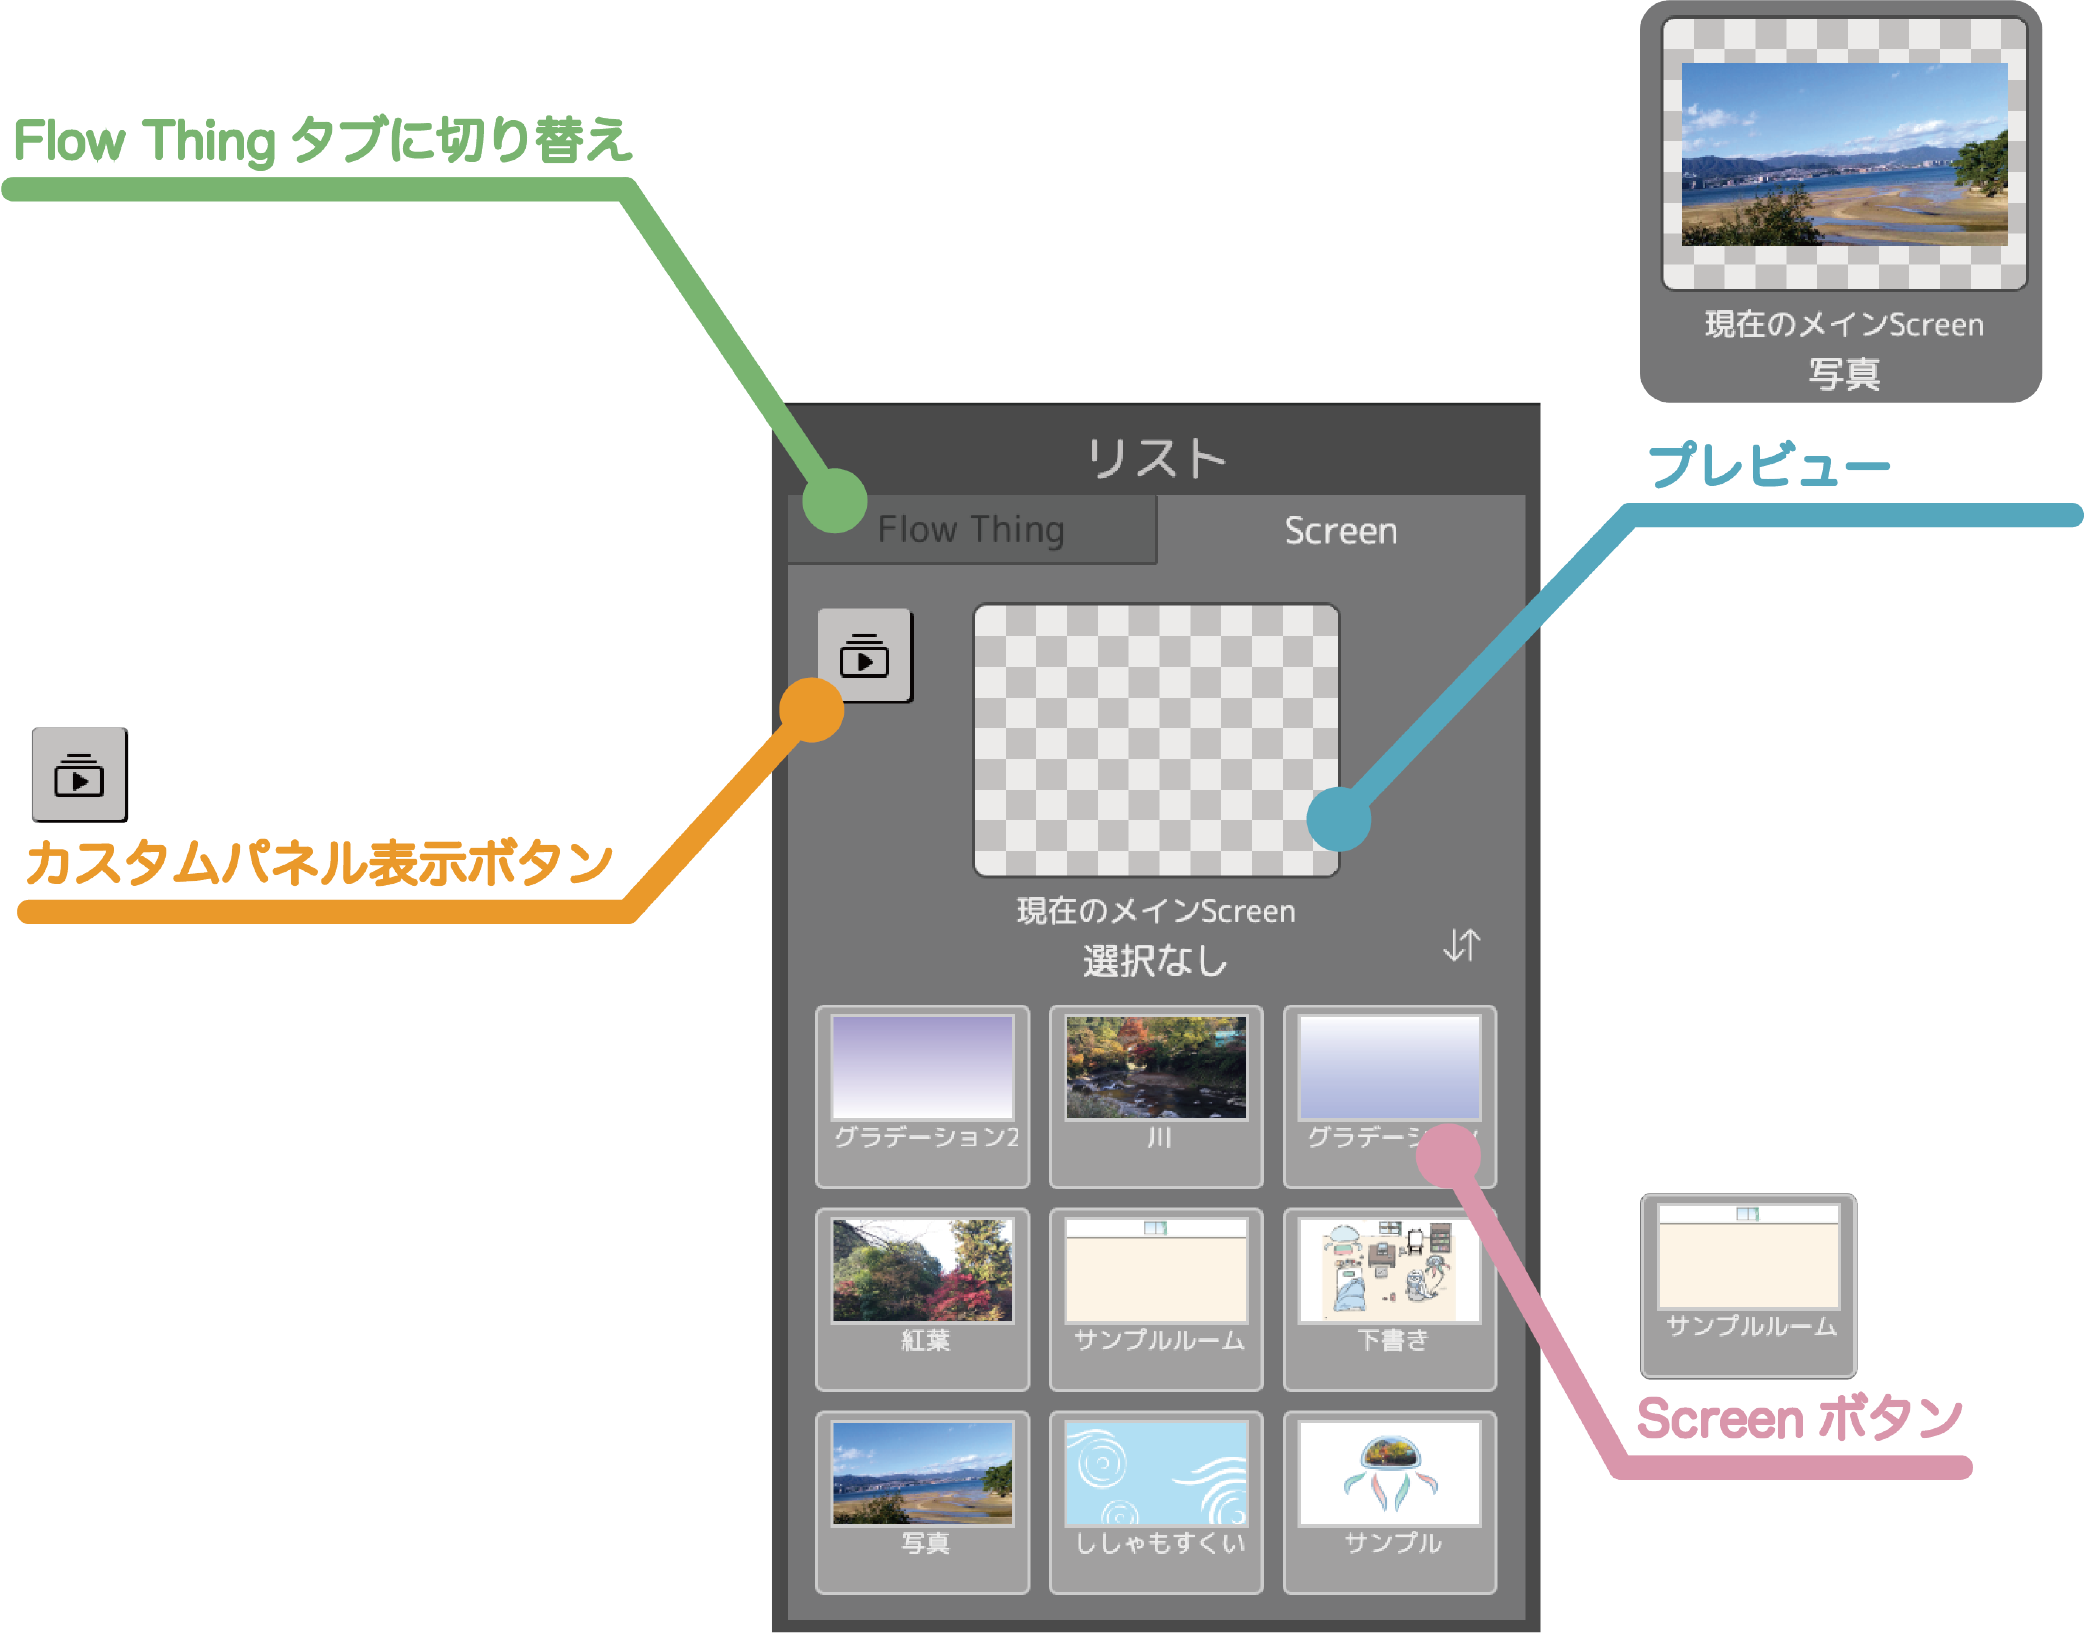 Flow Thing タブに切り替え
現在のメインScreen
写真
プレビュー
リスト
Flow Thing
Screen
カスタムパネル表示ボタン
現在のメインScreen
選択なし
グラデーション2
川
グラデーシ
紅葉
サンプルルーム
下書き
サンプルルーム
Screen ボタン
写真
ししゃもすくい
サンプル